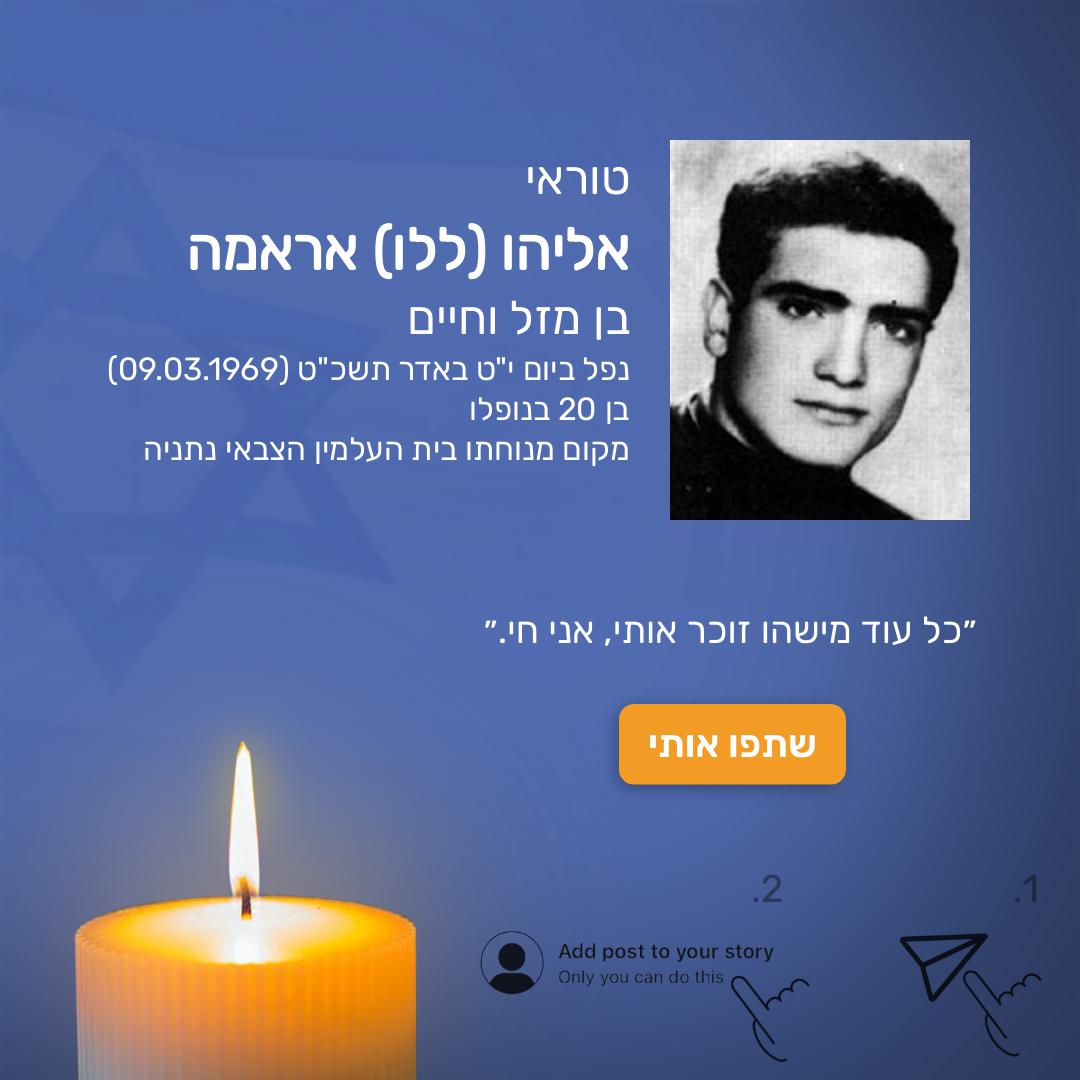 טוראי
אליהו (ללו) אראמה
בן מזל וחיים
נפל ביום י"ט באדר תשכ"ט (09.03.1969)
בן 20 בנופלו
מקום מנוחתו בית העלמין הצבאי נתניה
״כל עוד מישהו זוכר אותי, אני חי.״
שתפו אותי
.1
.2
Add post to your story
Only you can do this